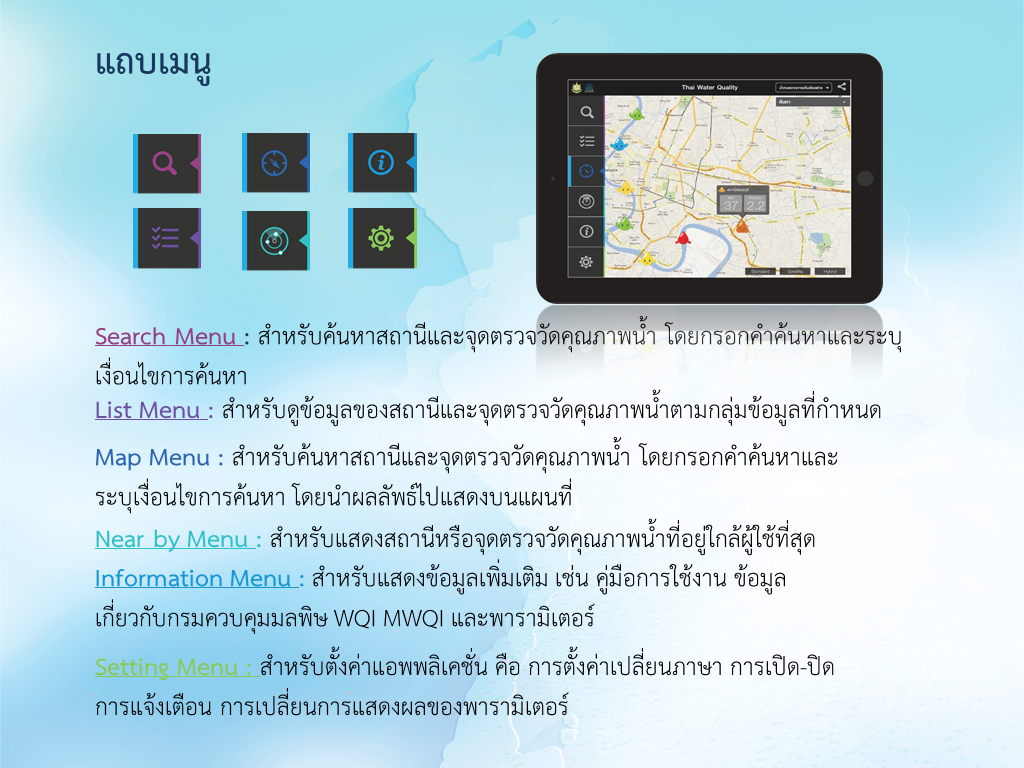 แถบเมนู
Thai Water Quality
ค้นหา
37 2.2
Standard Satellite Hybrid
Search Menu : สำหรับค้นหาสถานีและจุดตรวจวัดคุณภาพน้ำ โดยกรอกคำค้นหาและระบุ
เงื่อนไขการค้นหา
List Menu : สำหรับดูข้อมูลของสถานีและจุดตรวจวัดคุณภาพน้ำตามกลุ่มข้อมูลที่กำหนด
Map Menu : สำหรับค้นหาสถานีและจุดตรวจวัดคุณภาพน้ำ โดยกรอกคำค้นหาและ
ระบุเงื่อนไขการค้นหา โดยนำผลลัพธ์ไปแสดงบนแผนที่
Near by Menu : สำหรับแสดงสถานีหรือจุดตรวจวัดคุณภาพน้ำที่อยู่ใกล้ผู้ใช้ที่สุด
Information Menu : สำหรับแสดงข้อมูลเพิ่มเติม เช่น คู่มือการใช้งาน ข้อมูล
เกี่ยวกับกรมควบคุมมลพิษ WQI MWQI และพารามิเตอร์
Setting Menu : สำหรับตั้งค่าแอพพลิเคชั่น คือ การตั้งค่าเปลี่ยนภาษา การเปิด-ปิด
การแจ้งเตือน การเปลี่ยนการแสดงผลของพารามิเตอร์